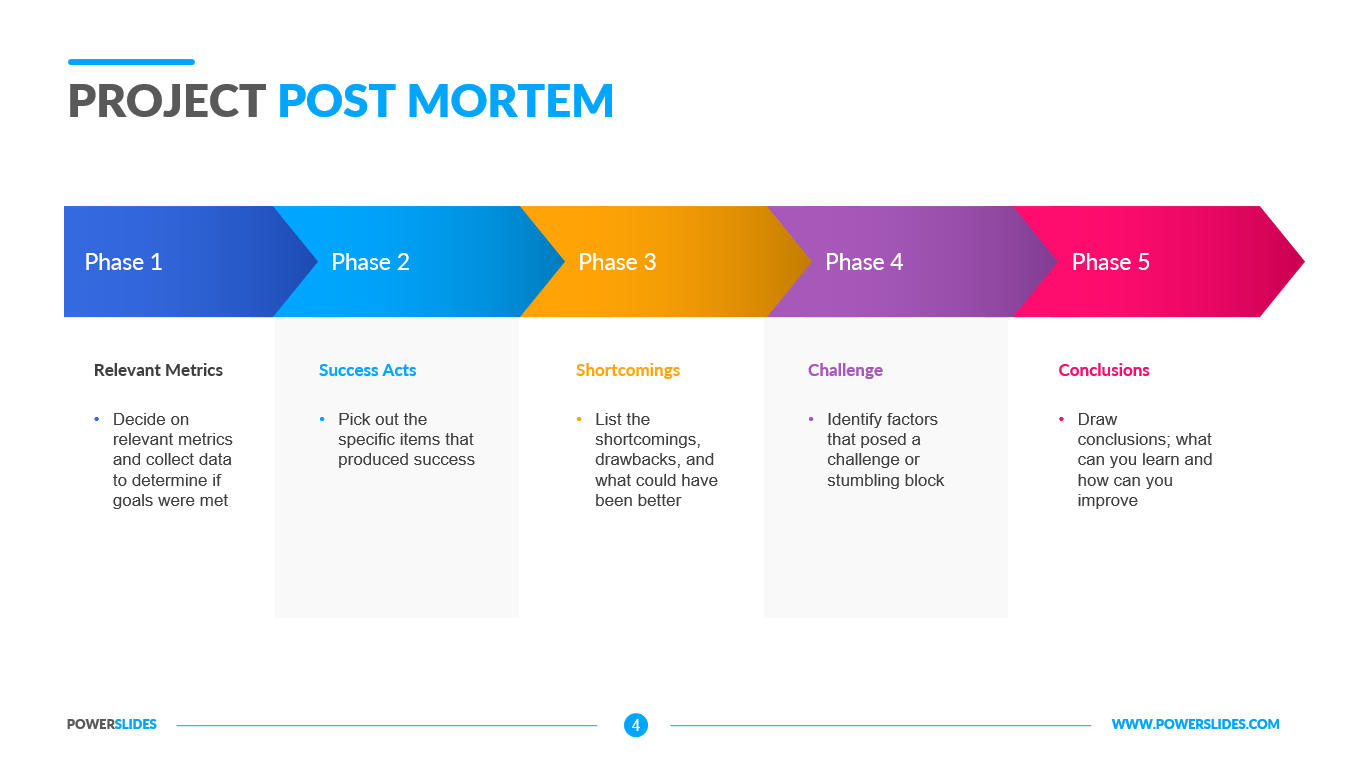 PROJECT POST MORTEM
Phase 1
Phase 2
Phase 3
Phase 4
Phase 5
Relevant Metrics
• Decide on
relevant metrics
and collect data
to determine if
goals were met
Success Acts
• Pick out the
specific items that
produced success
Shortcomings
• List the
shortcomings,
drawbacks, and
what could have
been better
Challenge
• Identify factors
that posed a
challenge or
stumbling block
Conclusions
• Draw
conclusions; what
can you learn and
how can you
improve
POWERSLIDES
4
WWW.POWERSLIDES.COM